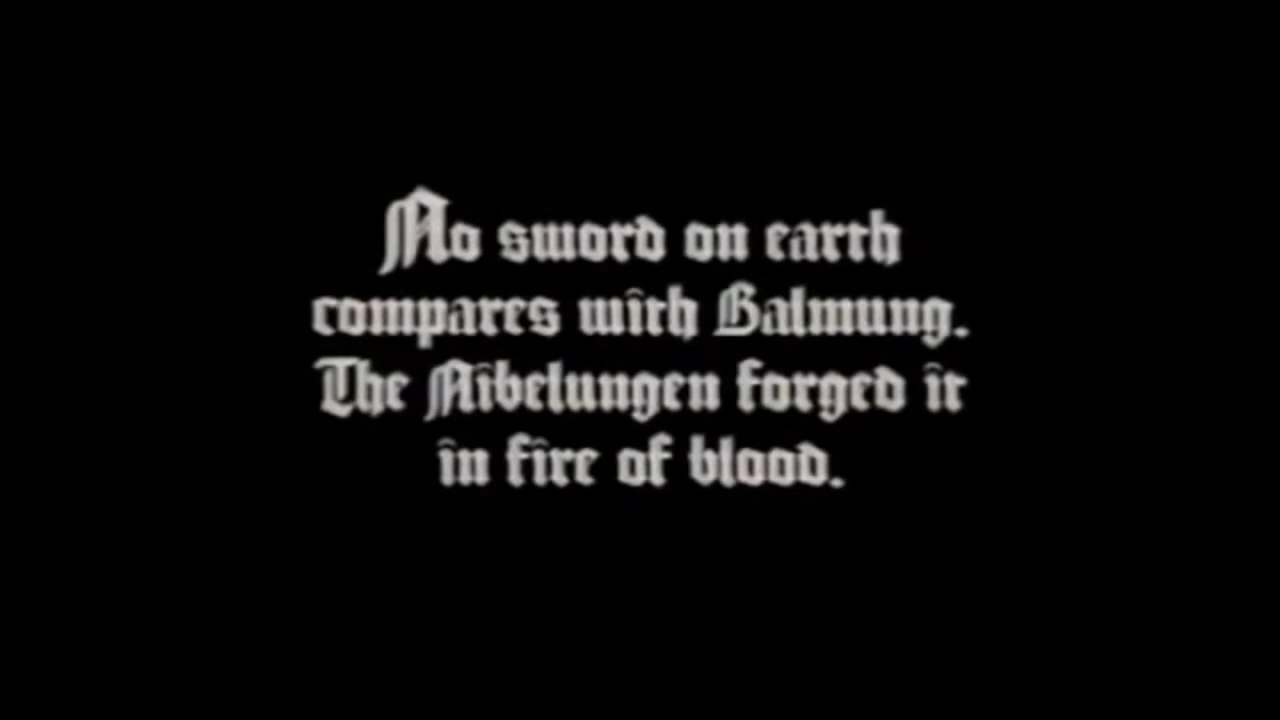 No sword on earth
compares with Balmung.
The Nibelungen forged it
in fire of blood.